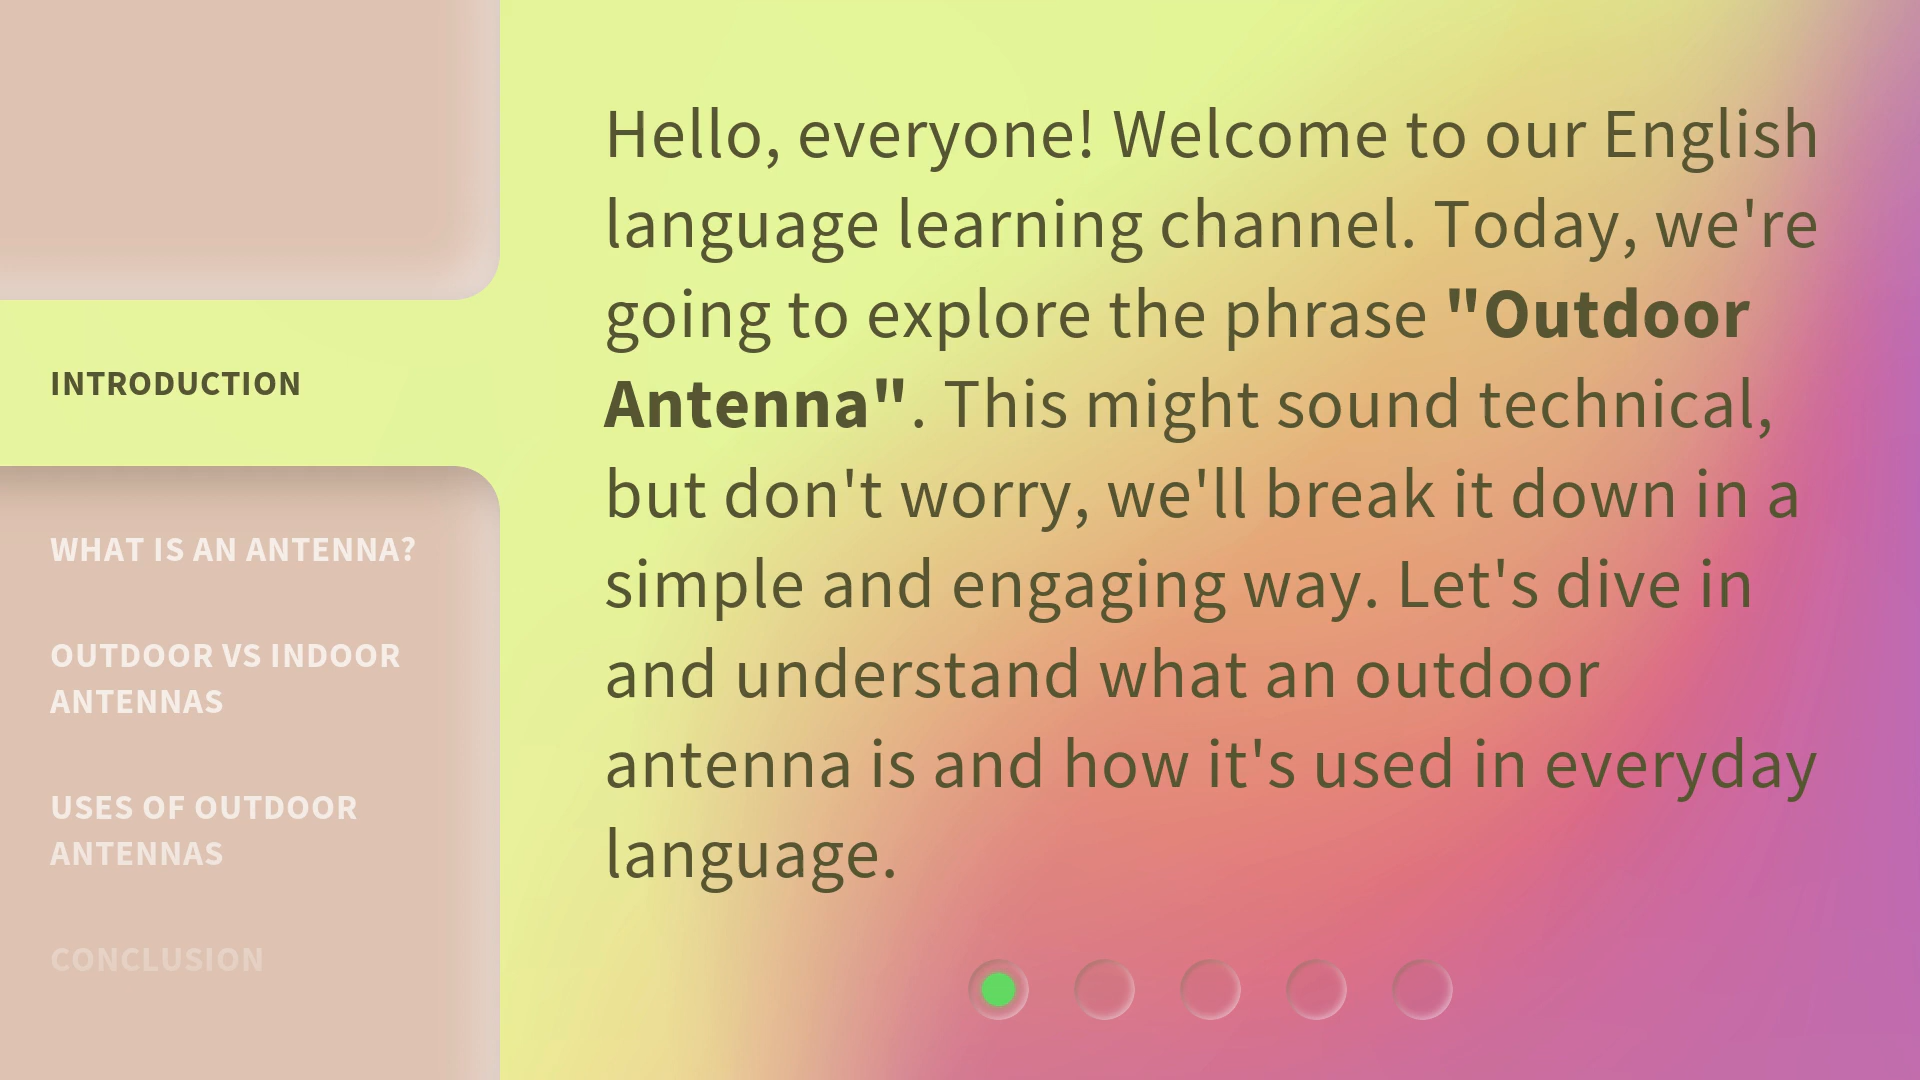 INTRODUCTION
WHAT IS AN ANTENNA?
OUTDOOR VS INDOOR
ANTENNAS
USES OF OUTDOOR
ANTENNAS
CONCLUSION
Hello, everyone! Welcome to our English
language learning channel. Today, we're
going to explore the phrase "Outdoor
Antenna". This might sound technical,
but don't worry, we'll break it down in a
simple and engaging way. Let's dive in
and understand what an outdoor
antenna is and how it's used in everyday
language.